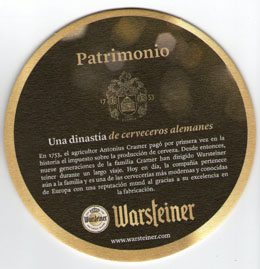 Patrimonio
17 53
Una dinastía de cerveceros alemanes
En 1753, el agricultor Antonius Cramer pagó por primera vez en la
historia el impuesto sobre la producción de cerveza. Desde entonces,
nueve generaciones de la familia Cramer han dirigido Warsteiner
durante un largo viaje. Hoy en día, la compañía pertenece
aún a la familia y es una de las cervecerías más modernas y conocidas
de Europa con una reputación mundial gracias a su excelencia en
la fabricación.
Warsteiner
Warsteiner
www.warsteiner.com